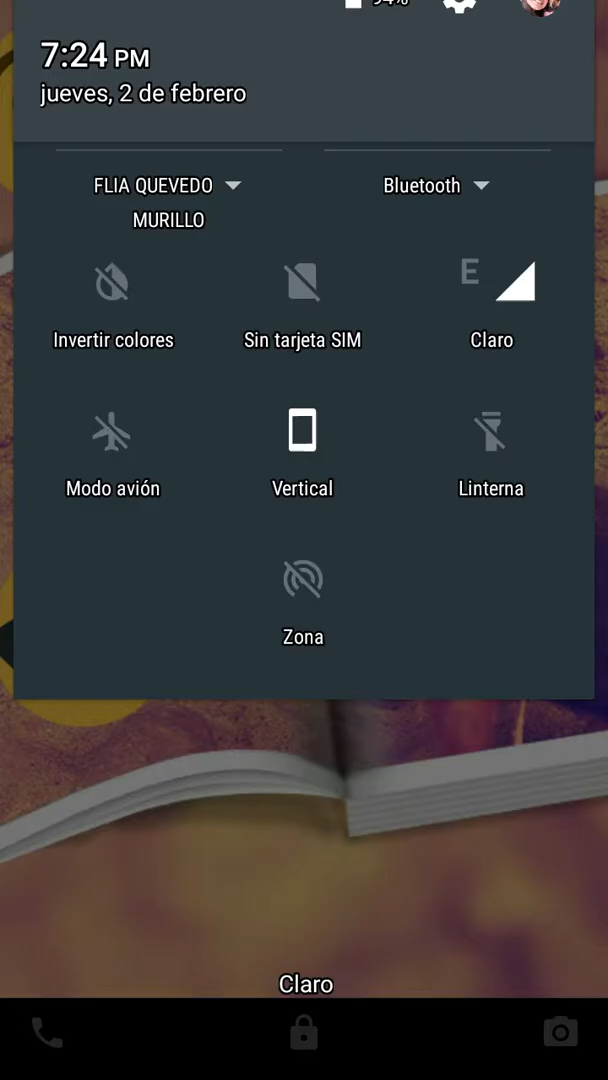 94%
7:24 PM
jueves, 2 de febrero
FLIA QUEVEDO
MURILLO
Bluetooth
Invertir colores
Sin tarjeta SIM
E
Claro
Modo avión
Vertical
Linterna
Zona
Claro